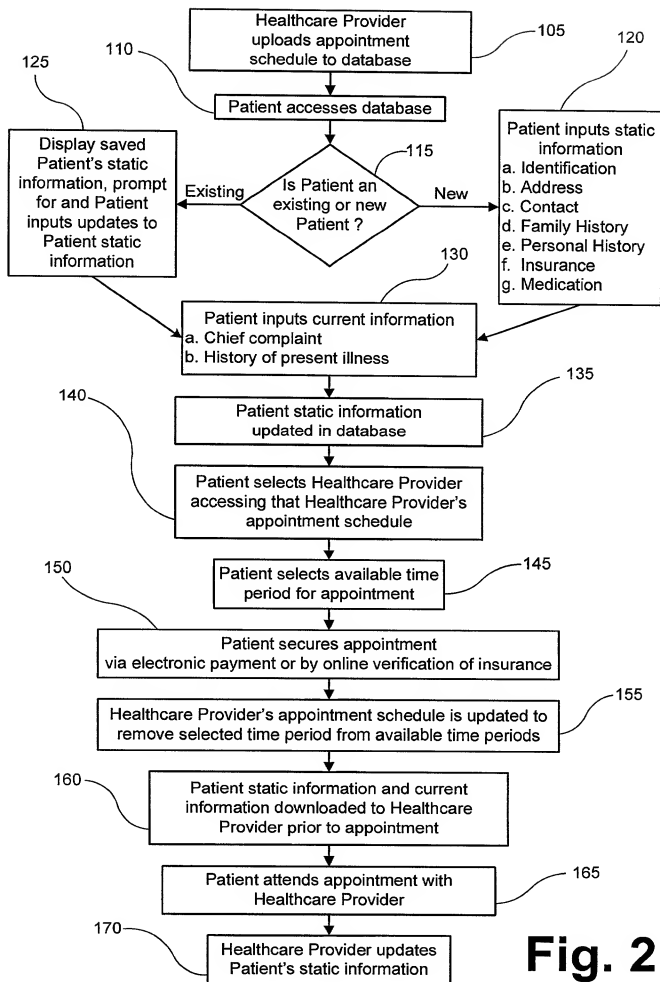 Healthcare Provider
uploads appointment
schedule to database
105
110
Patient accesses database
125
120
Display saved
Patient's static
information, prompt
for and Patient
inputs updates to
Patient static
information
Existing
115
Is Patient an
existing or new
Patient ?
New
Patient inputs static
information
a. Identification
b. Address
c. Contact
d. Family History
e. Personal History
f. Insurance
g. Medication
130
Patient inputs current information
a. Chief complaint
b. History of present illness
135
Patient static information
updated in database
140
Patient selects Healthcare Provider
accessing that Healthcare Provider's
appointment schedule
145
Patient selects available time
period for appointment
150
Patient secures appointment
via electronic payment or by online verification of insurance
155
Healthcare Provider's appointment schedule is updated to
remove selected time period from available time periods
160
Patient static information and current
information downloaded to Healthcare
Provider prior to appointment
165
Patient attends appointment with
Healthcare Provider
170
Healthcare Provider updates
Patient's static information
Fig. 2